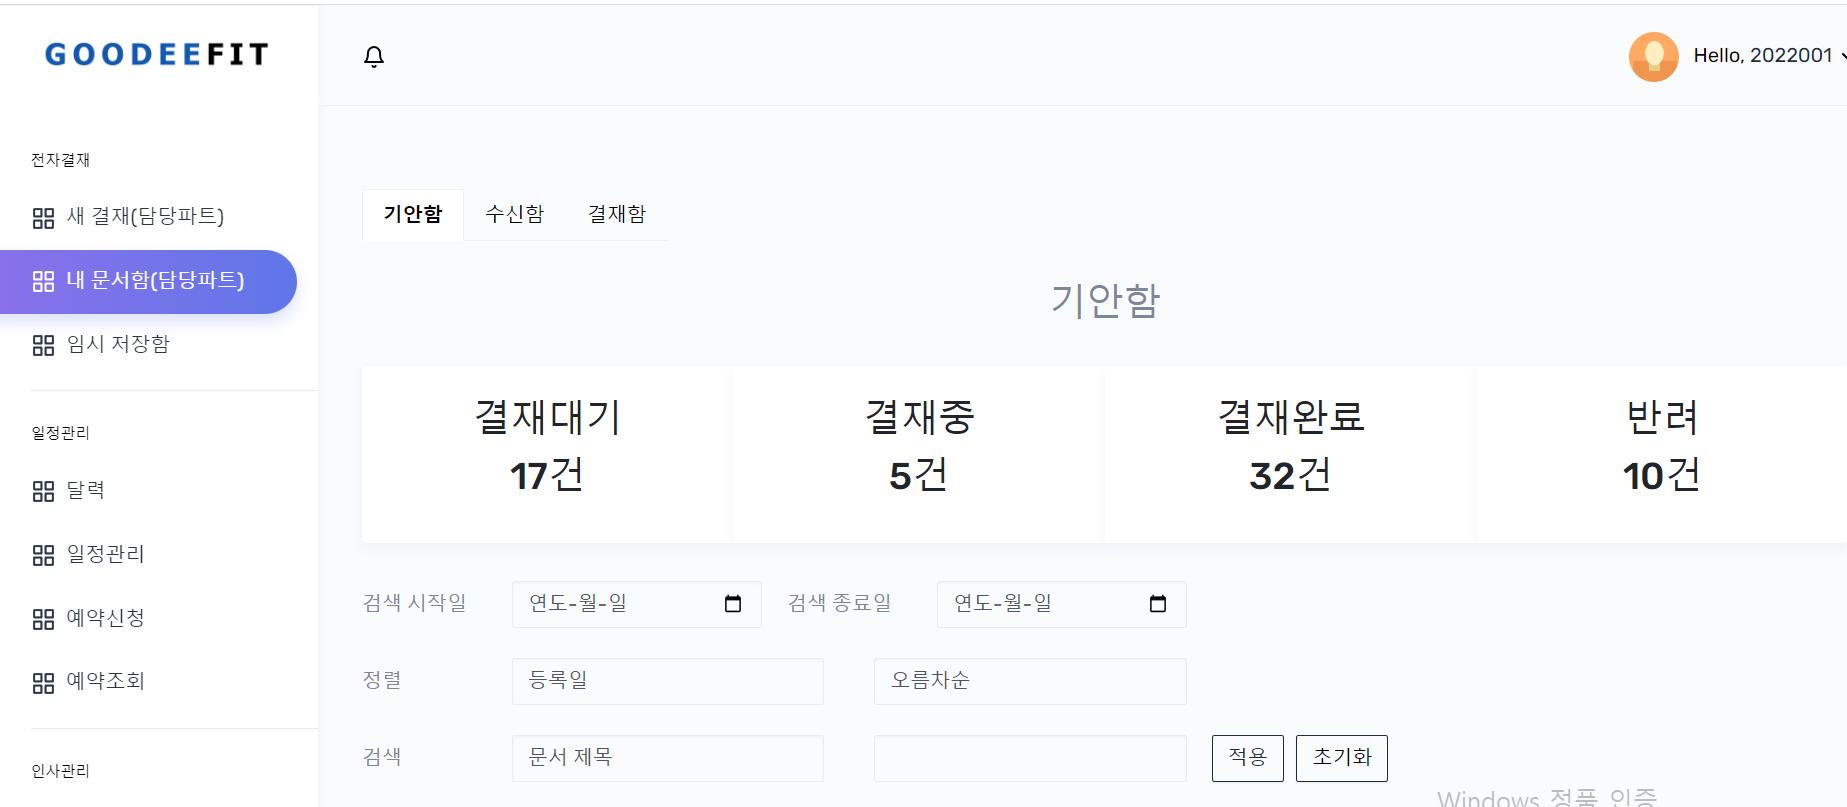 GOODEEFIT
Hello, 2022001
전자결재
새 결재(담당파트)
내 문서함(담당파트)
임시 저장함
일정관리
달력
일정관리
예약신청
예약조회
인사관리
기안함 수신함 결재함
기안함
결재대기 결재중 결재완료 반려
17건 5건 32건 10건
검색 시작일 연도-월-일 검색 종료일 연도-월-일
정렬 등록일 오름차순
검색 문서 제목 적용 초기화
Windows 정품 인증